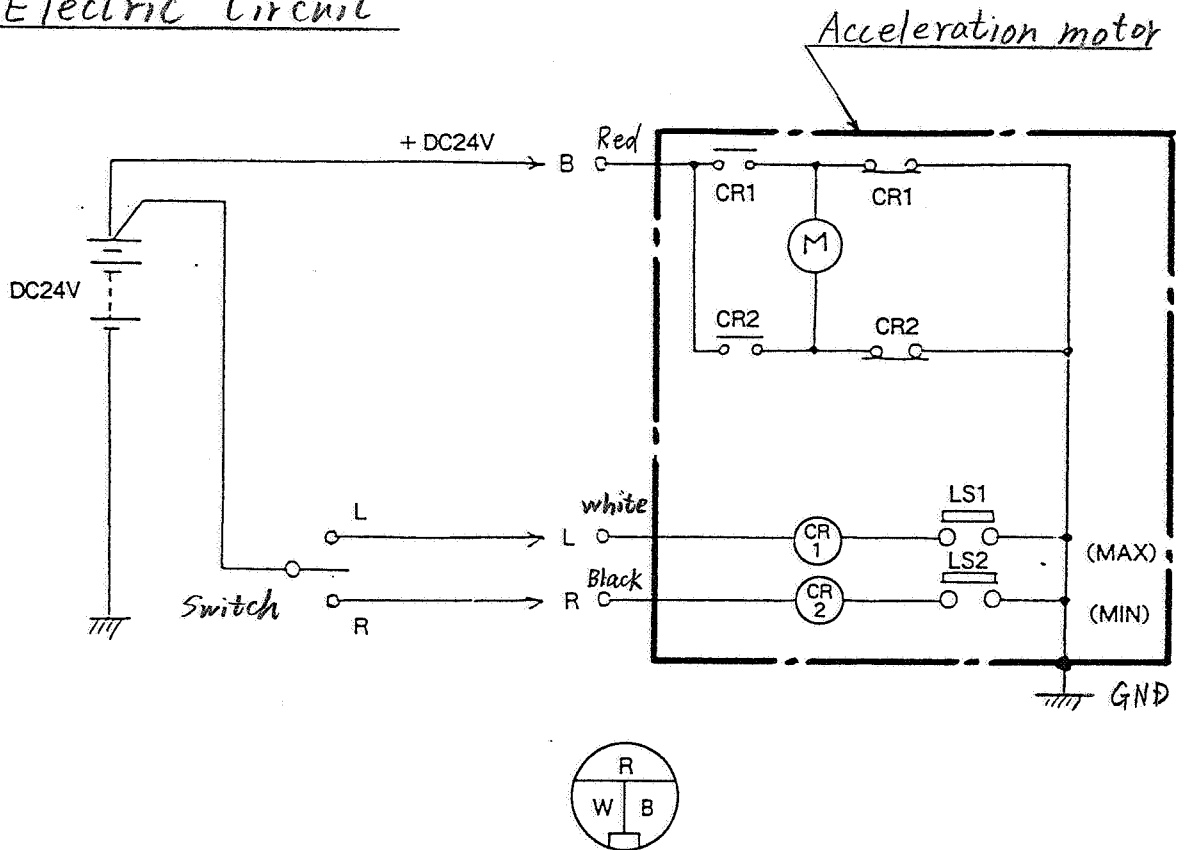 Electric Circuit
Acceleration motor
+ DC24V
B
Red
CR1
CR1
M
DC24V
CR2
CR2
L
white
L
CR
1
LS1
(MAX)
Switch
R
R
Black
CR
2
LS2
(MIN)
GND
R
W
B